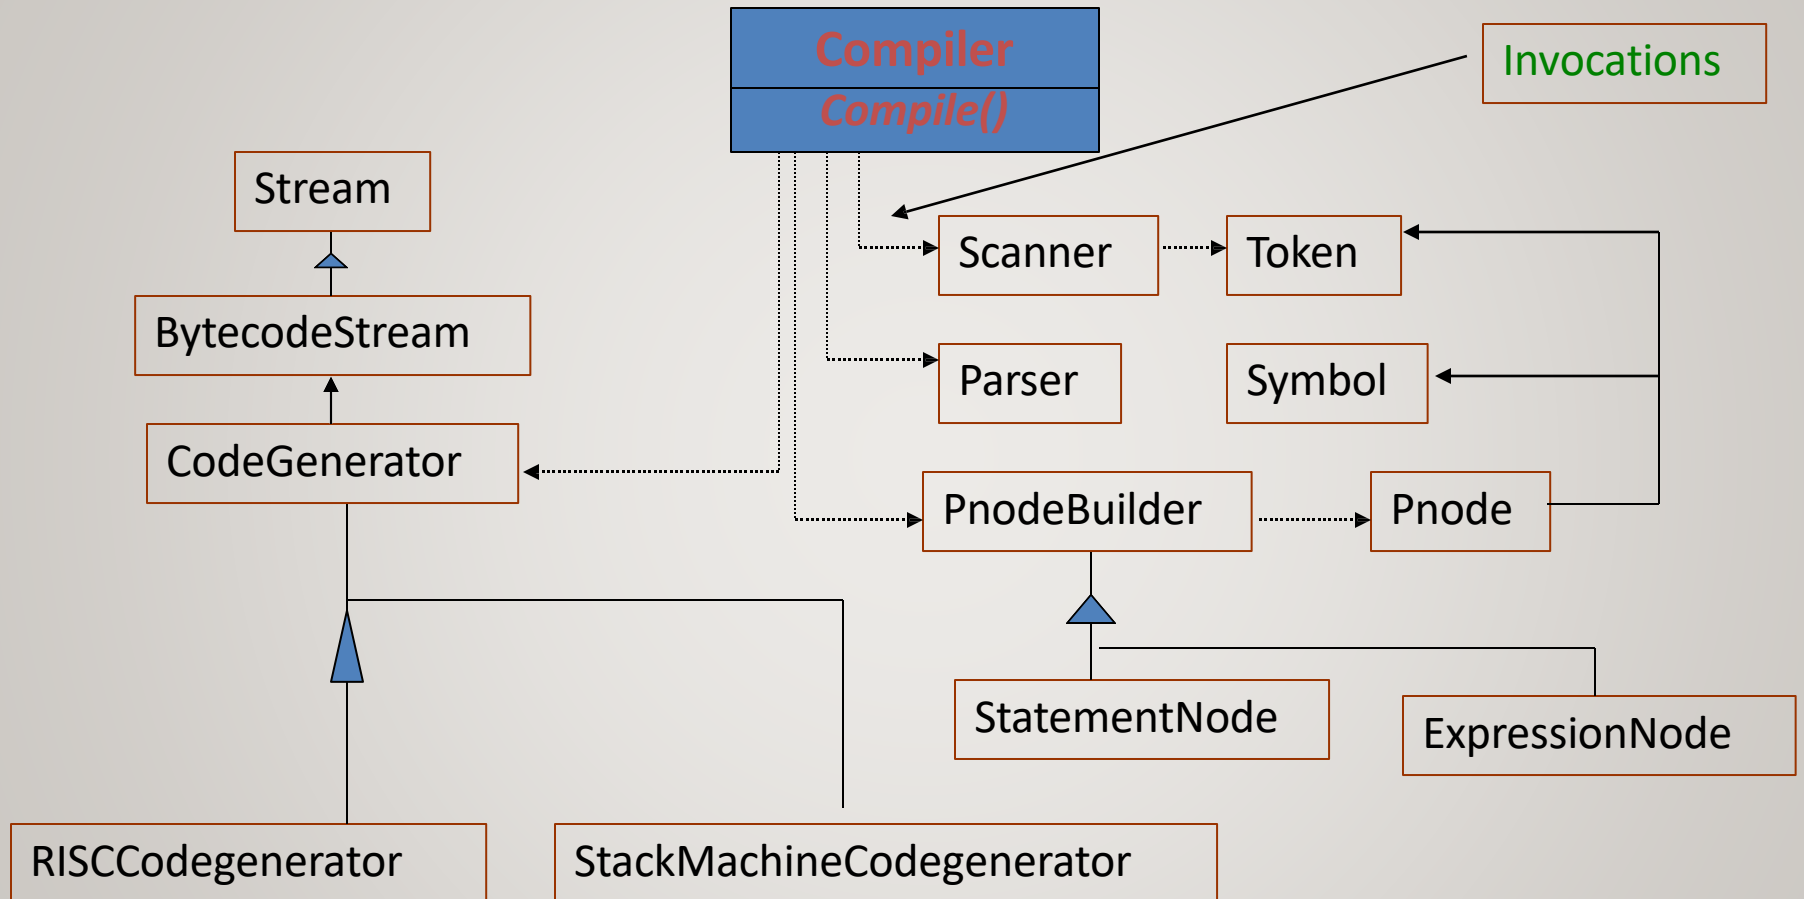 Compiler
Compile()
Invocations
Stream
Scanner
Token
BytecodeStream
Parser
Symbol
CodeGenerator
PnodeBuilder
Pnode
StatementNode
ExpressionNode
RISCCodegenerator
StackMachineCodegenerator